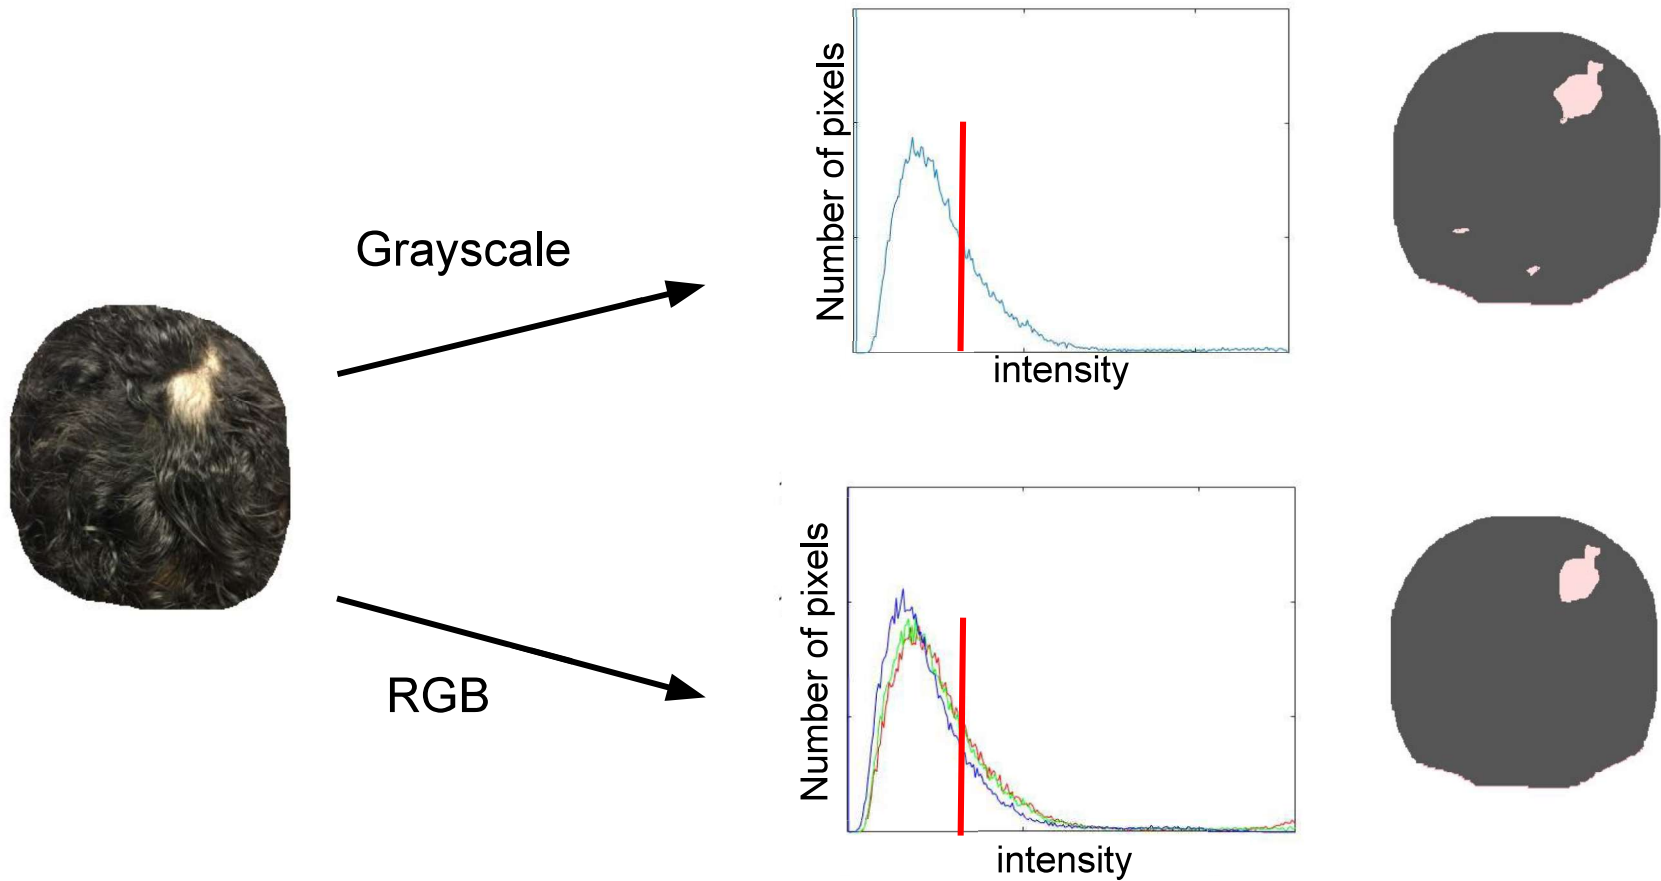 Grayscale
Number of pixels
intensity
RGB
Number of pixels
intensity